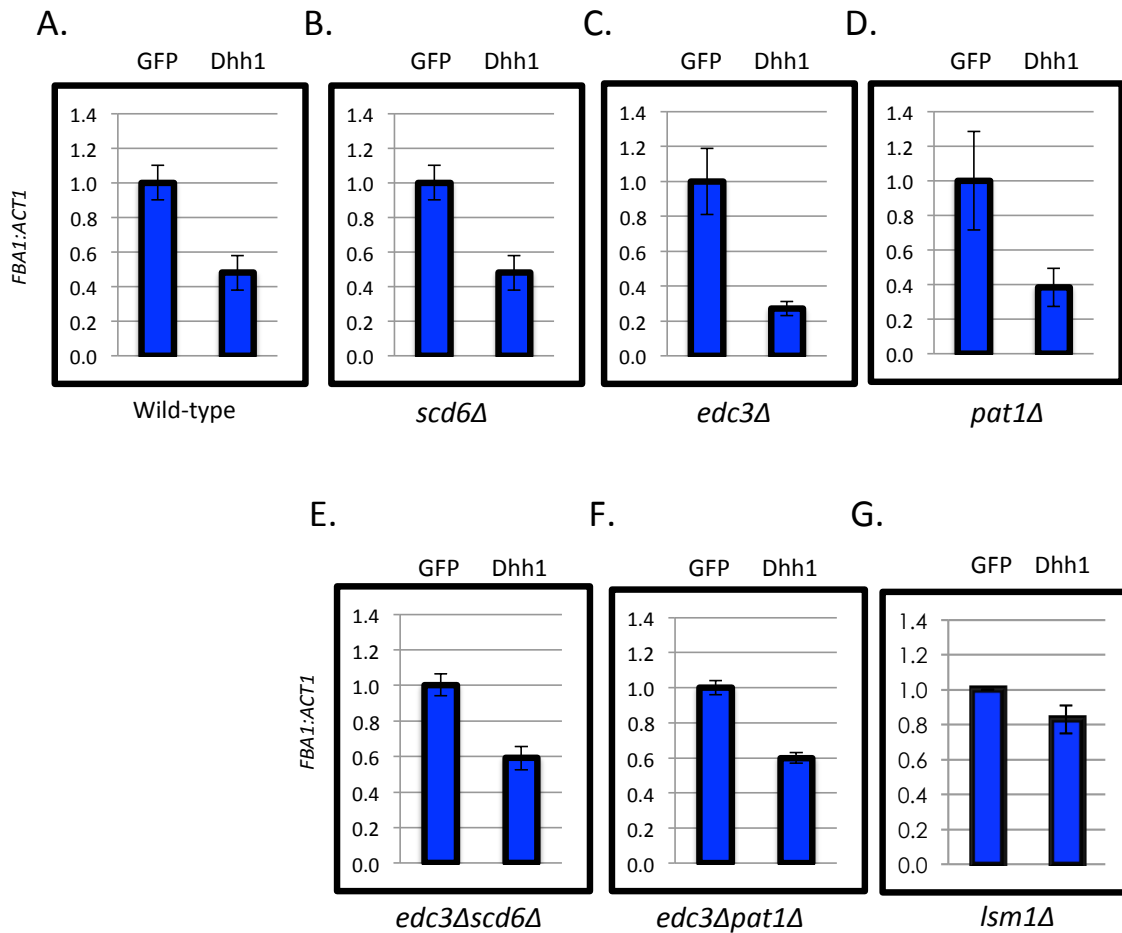 A.
GFP Dhh1
1.4
1.2
1.0
0.8
0.6
0.4
0.2
0.0
FBA1:ACT1
Wild-type
B.
GFP Dhh1
1.4
1.2
1.0
0.8
0.6
0.4
0.2
0.0
scd6Δ
C.
GFP Dhh1
1.4
1.2
1.0
0.8
0.6
0.4
0.2
0.0
edc3Δ
D.
GFP Dhh1
1.4
1.2
1.0
0.8
0.6
0.4
0.2
0.0
pat1Δ
E.
GFP Dhh1
1.4
1.2
1.0
0.8
0.6
0.4
0.2
0.0
FBA1:ACT1
edc3Δscd6Δ
F.
GFP Dhh1
1.4
1.2
1.0
0.8
0.6
0.4
0.2
0.0
edc3Δpat1Δ
G.
GFP Dhh1
1.4
1.2
1.0
0.8
0.6
0.4
0.2
0.0
lsm1Δ